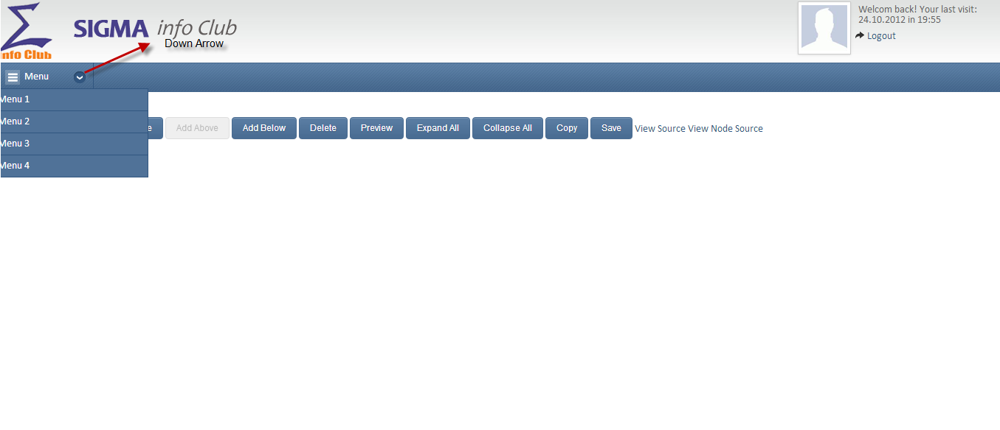 SIGMA info Club
nfo Club
Down Arrow
Welcom back! Your last visit:
24.10.2012 in 19:55
Logout
Menu
Menu 1
Menu 2
Menu 3
Menu 4
e Add Above Add Below Delete Preview Expand All Collapse All Copy Save View Source View Node Source